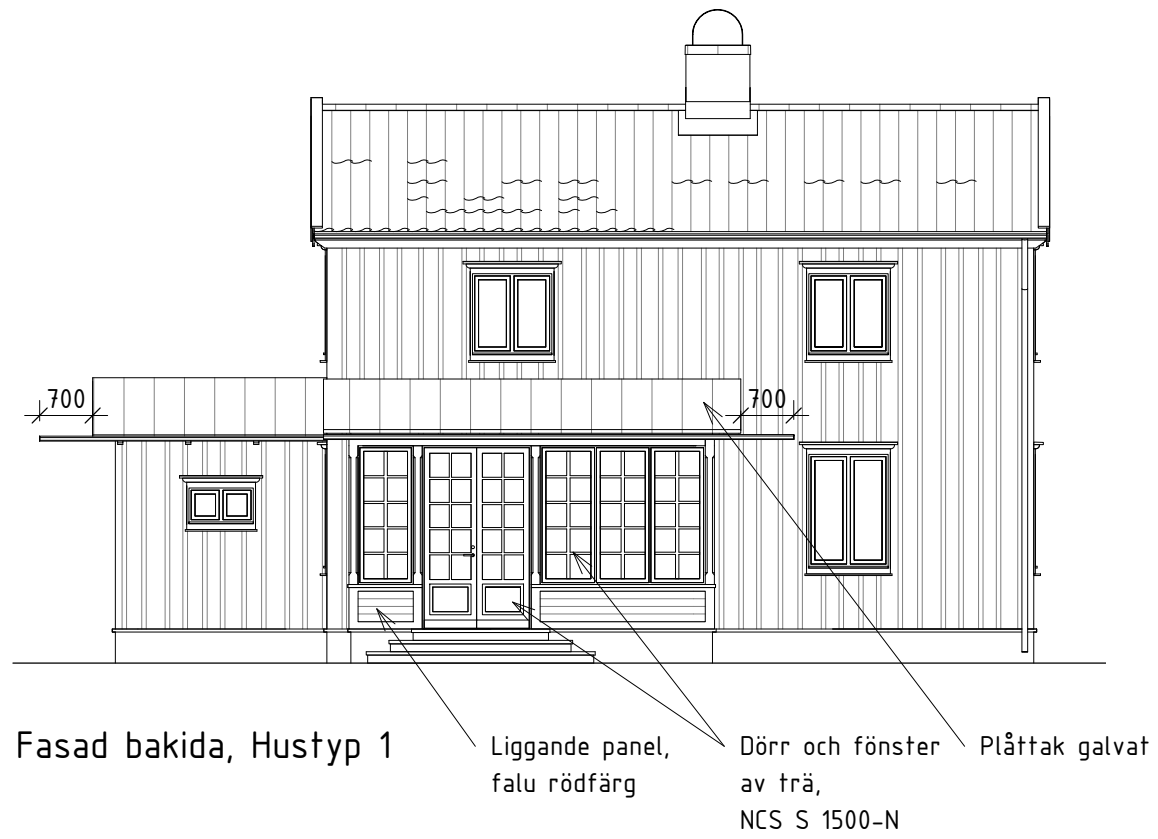 700
700
Fasad bakida, Hustyp 1
Liggande panel,
falu rödfärg
Dörr och fönster
av trä,
NCS S 1500-N
Plåttak galvat